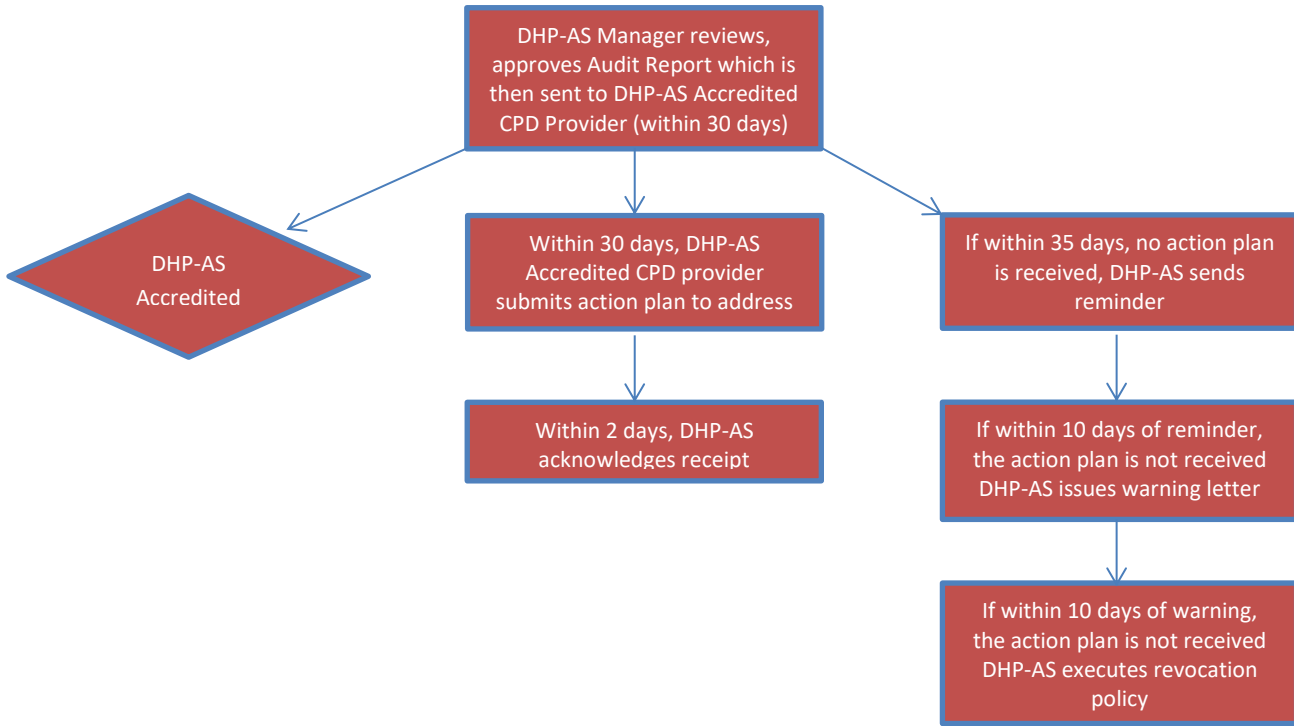 DHP-AS Manager reviews,
approves Audit Report which is
then sent to DHP-AS Accredited
CPD Provider (within 30 days)
DHP-AS
Accredited
Within 30 days, DHP-AS
Accredited CPD provider
submits action plan to address
If within 35 days, no action plan
is received, DHP-AS sends
reminder
Within 2 days, DHP-AS
acknowledges receipt
If within 10 days of reminder,
the action plan is not received
DHP-AS issues warning letter
If within 10 days of warning,
the action plan is not received
DHP-AS executes revocation
policy